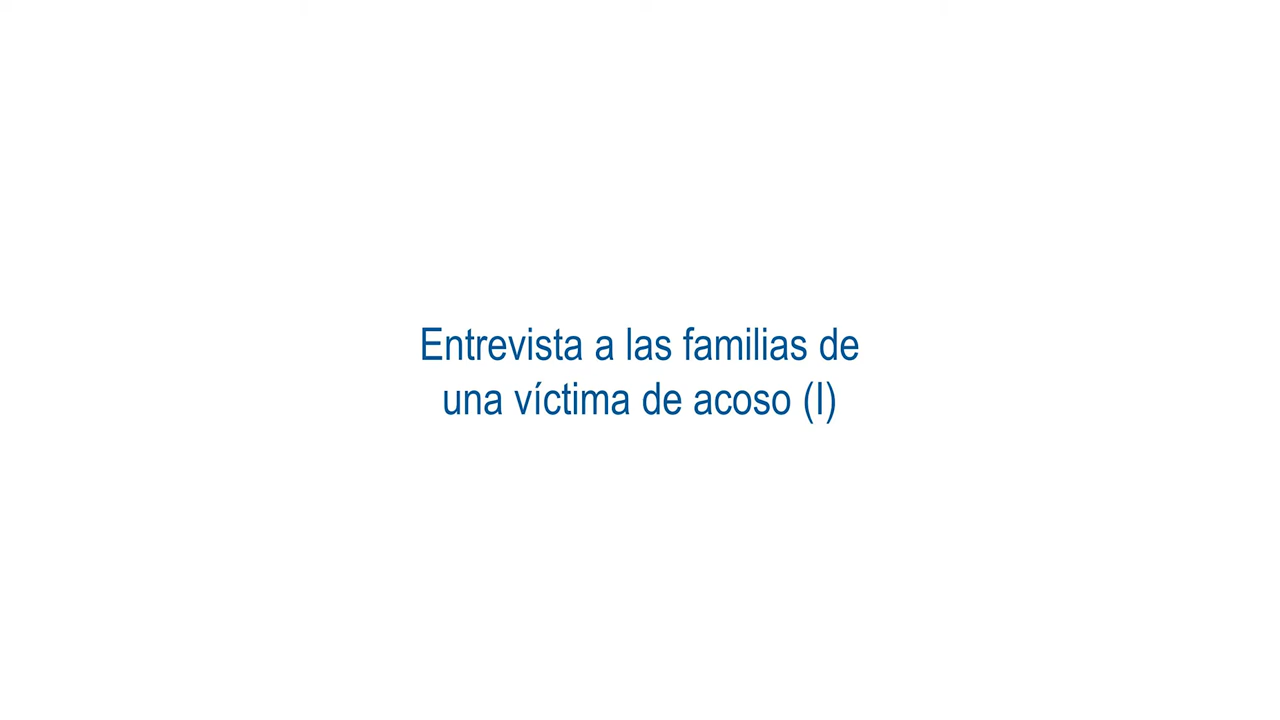 Entrevista a las familias de
una víctima de acoso (I)